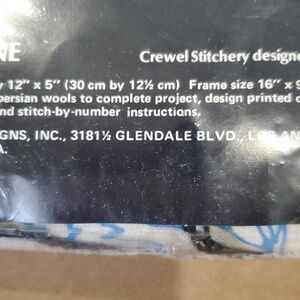 NE
Crewel Stitchery designe
y 12" x 5" (30 cm by 12½ cm) Frame size 16" x 9
persian wools to complete project, design printed o
nd stitch-by-number instructions.
GNS, INC., 3181½ GLENDALE BLVD., LOS AN
A.